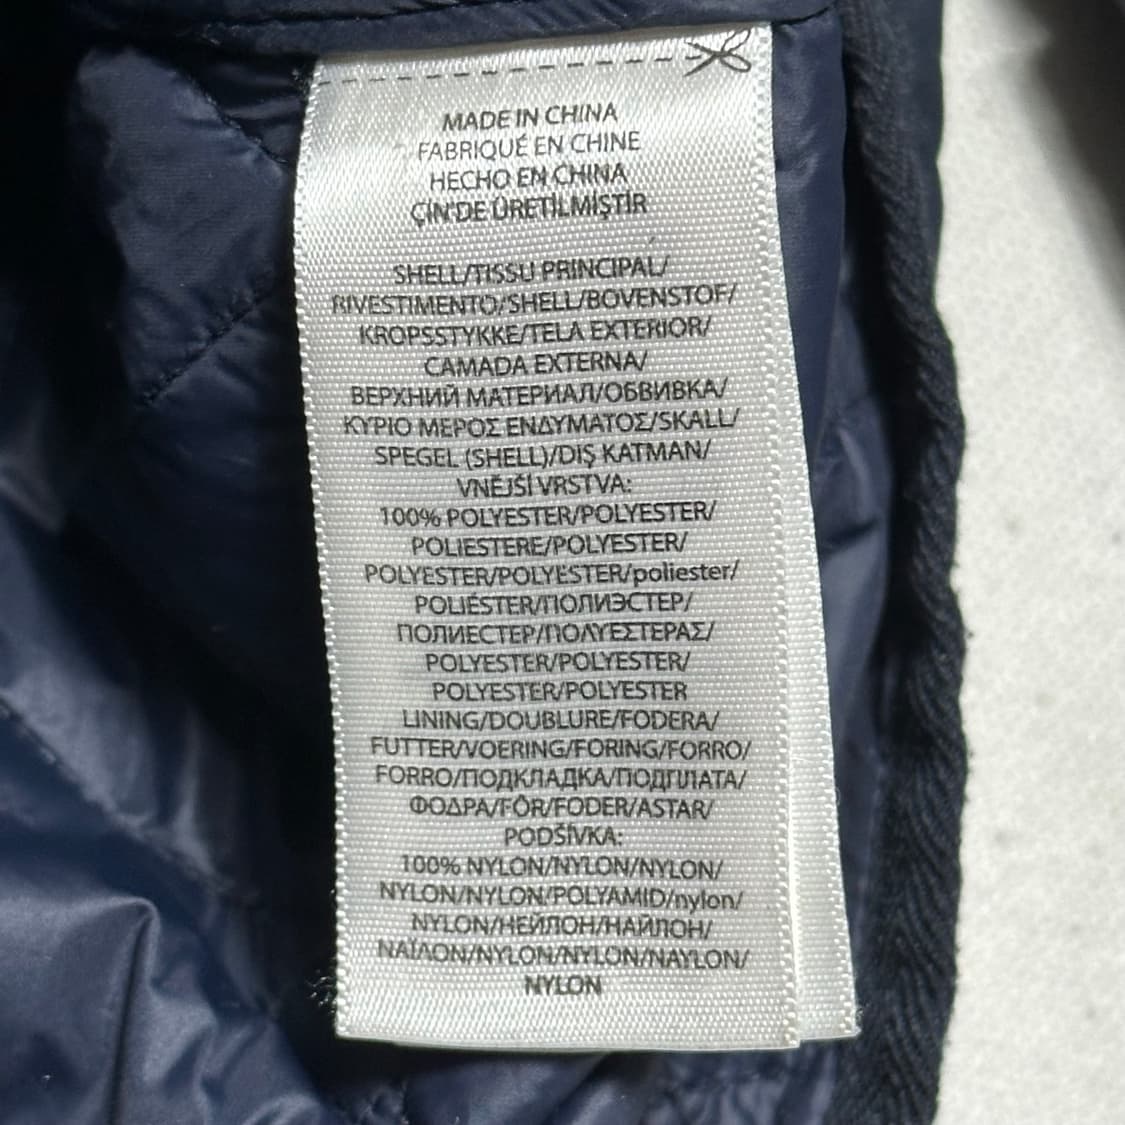 MADE IN CHINA
FABRIQUÉ EN CHINE
HECHO EN CHINA
ÇİN'DE ÜRETİLMİŞTİR
SHELL/TISSU PRINCIPAL/
RIVESTIMENTO/SHELL/BOVENSTOF/
KROPSSTYKKE/TELA EXTERIOR/
CAMADA EXTERNA/
ВЕРХНИЙ МАТЕРИАЛ/ОБВИВКА/
ΚΥΡΙΟ ΜΕΡΟΣ ΕΝΔΥΜΑΤΟΣ/SKALL/
SPEGEL (SHELL)/DIŞ KATMAN/
VNĚJŠÍ VRSTVA:
100% POLYESTER/POLYESTER/
POLIESTERE/POLYESTER/
POLYESTER/POLYESTER/poliester/
POLIÉSTER/ПОЛИЭСТЕР/
ПОЛИЕСТЕР/ΠΟΛΥΕΣΤΕΡΑΣ/
POLYESTER/POLYESTER/
POLYESTER/POLYESTER
LINING/DOUBLURE/FODERA/
FUTTER/VOERING/FORING/FORRO/
FORRO/ПОДКЛАДКА/ПОДПЛАТА/
ΦΟΔΡΑ/FÔR/FODER/ASTAR/
PODŠÍVKA:
100% NYLON/NYLON/NYLON/
NYLON/NYLON/POLYAMID/nylon/
NYLON/НЕЙЛОН/НАЙЛОН/
ΝΑΪΛΟΝ/NYLON/NYLON/NAYLON/
NYLON